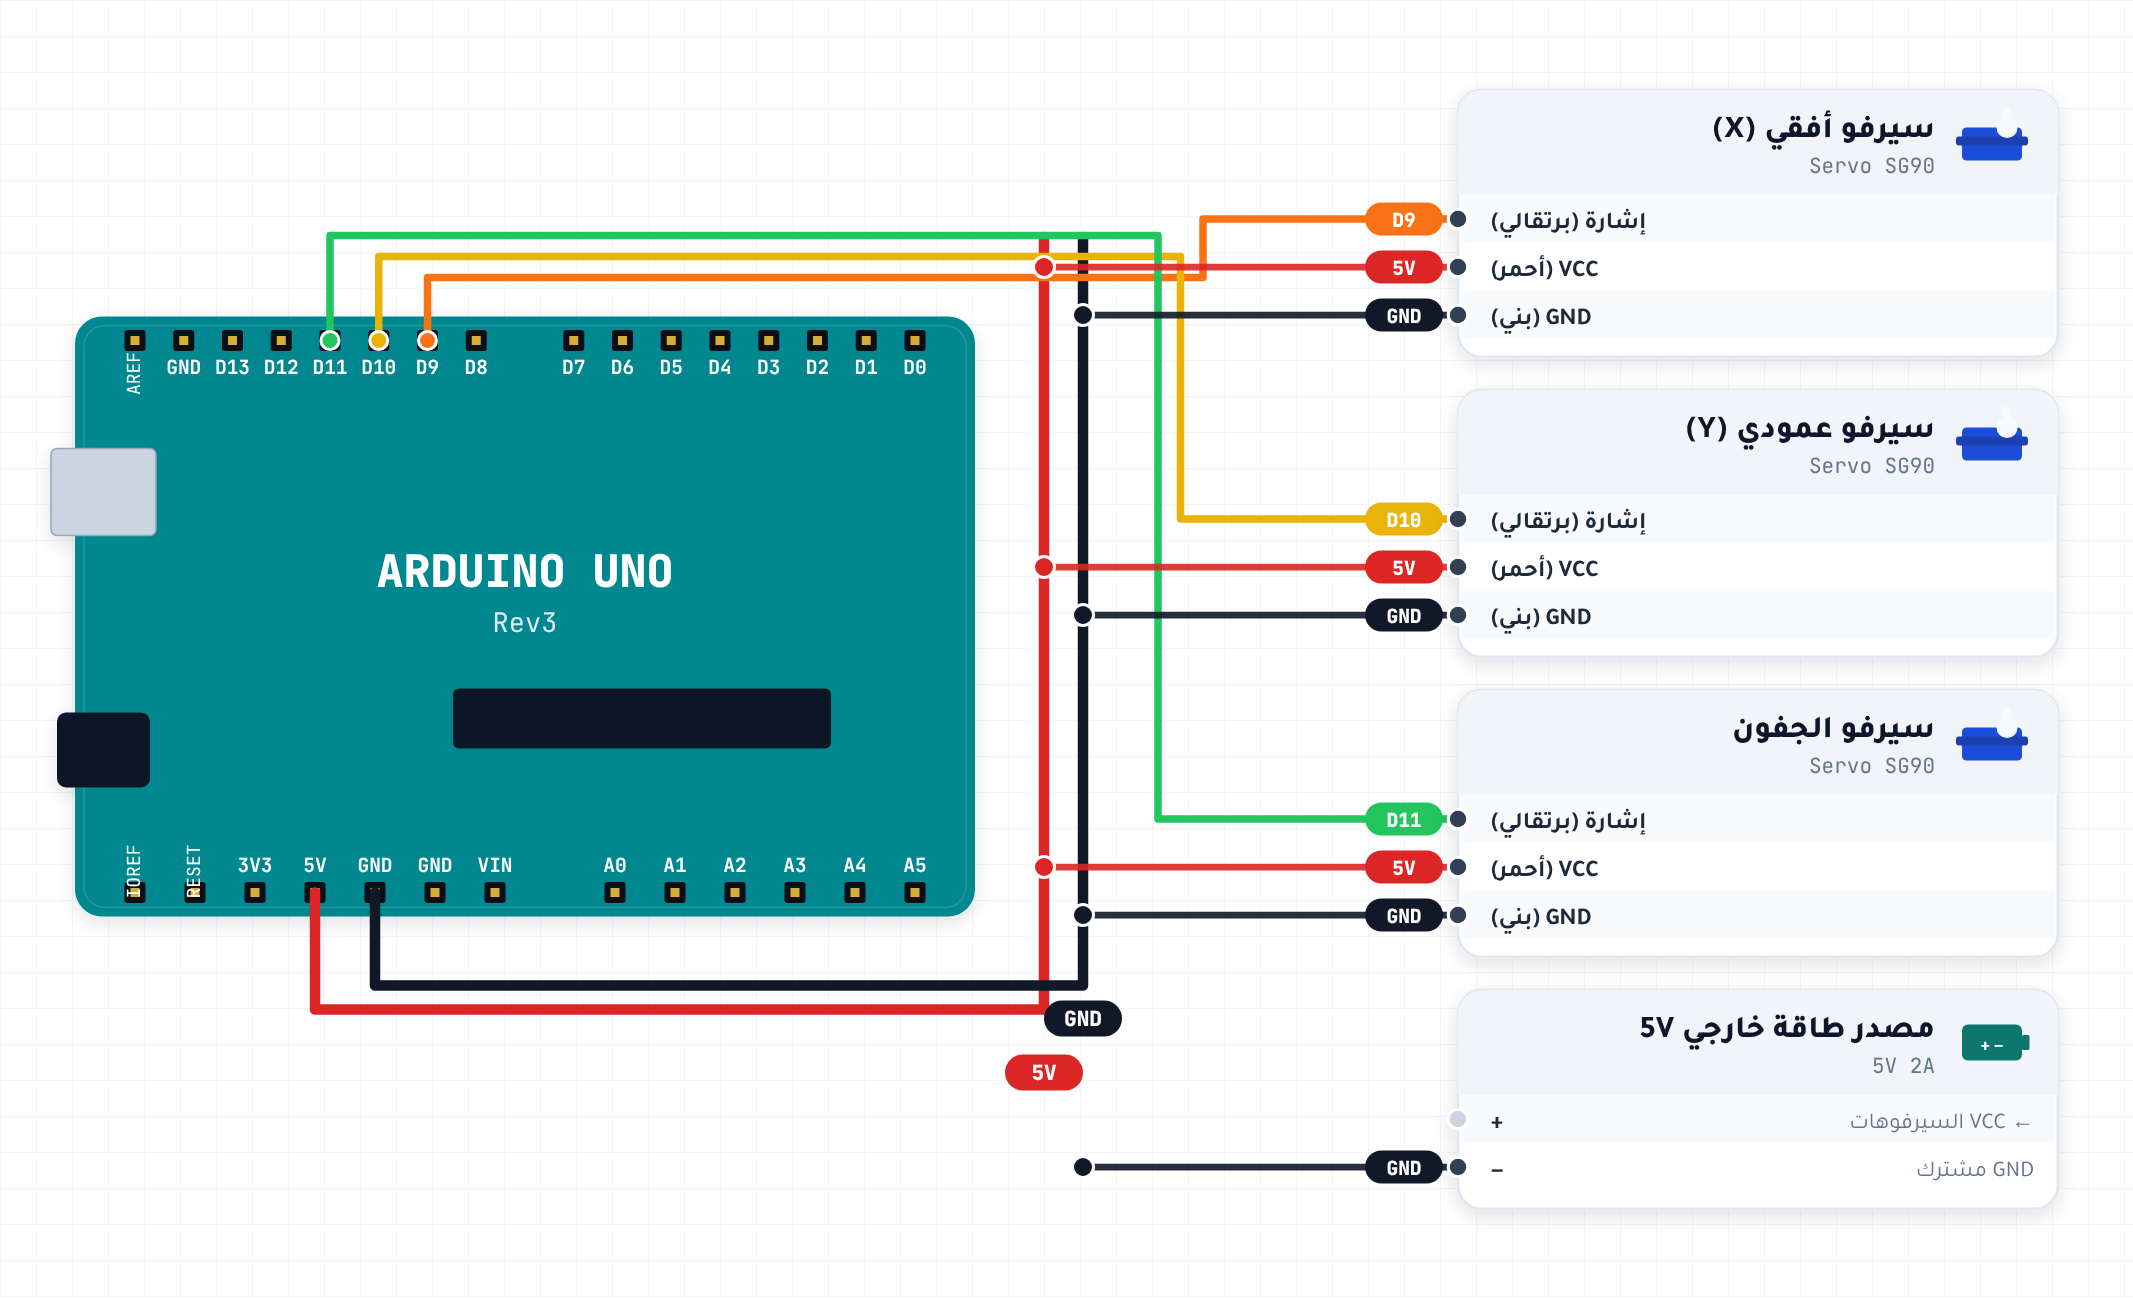 سيرفو أفقي (X)
Servo SG90
D9
إشارة (برتقالي)
5V
VCC (أحمر)
GND
GND (بني)
AREF
GND
D13
D12
D11
D10
D9
D8
D7
D6
D5
D4
D3
D2
D1
D0
سيرفو عمودي (Y)
Servo SG90
D10
إشارة (برتقالي)
5V
VCC (أحمر)
GND
GND (بني)
ARDUINO UNO
Rev3
سيرفو الجفون
Servo SG90
D11
إشارة (برتقالي)
5V
VCC (أحمر)
GND
GND (بني)
IOREF
RESET
3V3
5V
GND
GND
VIN
A0
A1
A2
A3
A4
A5
GND
5V
مصدر طاقة خارجي 5V
5V 2A
+ −
+
← VCC السيرفوهات
GND
−
GND مشترك